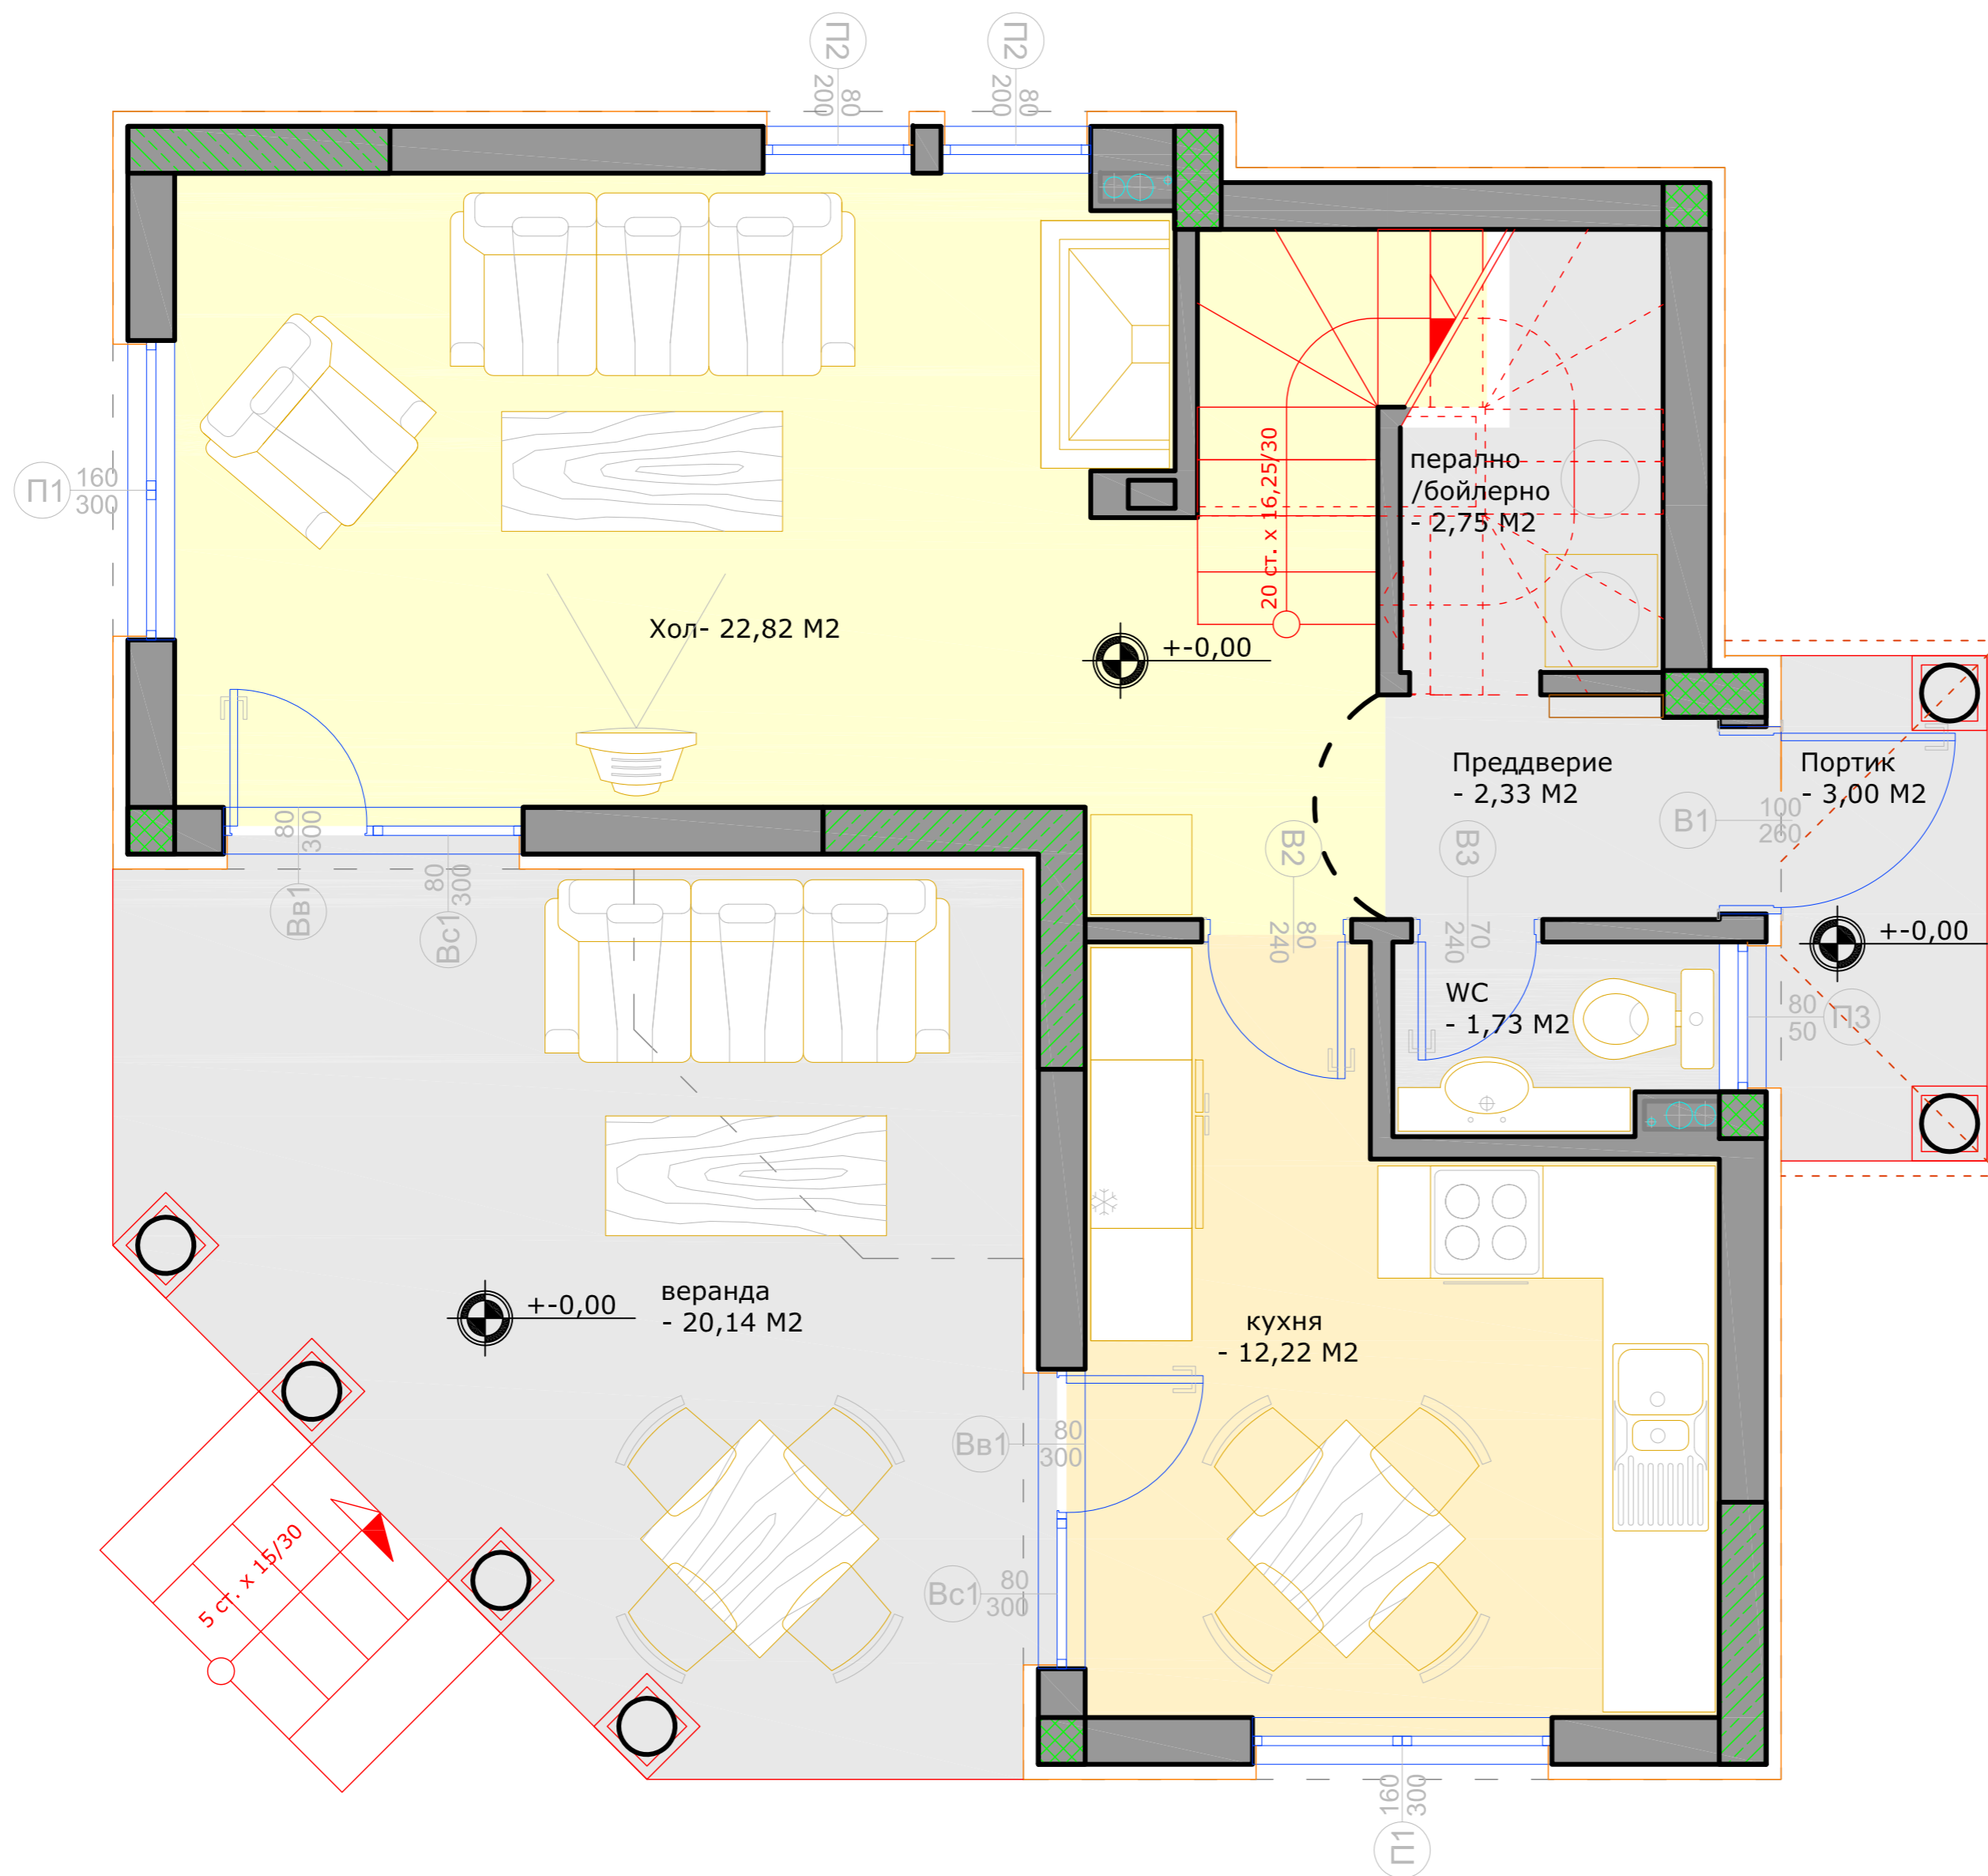 П2
80
200
П2
80
200
П1
160
300
20 ст. x 16,25/30
перално
/бойлерно
- 2,75 М2
Хол- 22,82 М2
+-0,00
Преддверие
- 2,33 М2
Портик
- 3,00 М2
В1
100
260
В2
80
240
В3
70
240
Вв1
80
300
Вс1
80
300
+-0,00
WC
- 1,73 М2
П3
80
50
веранда
- 20,14 М2
+-0,00
кухня
- 12,22 М2
Вв1
80
300
Вс1
80
300
5 ст. x 15/30
П1
160
300